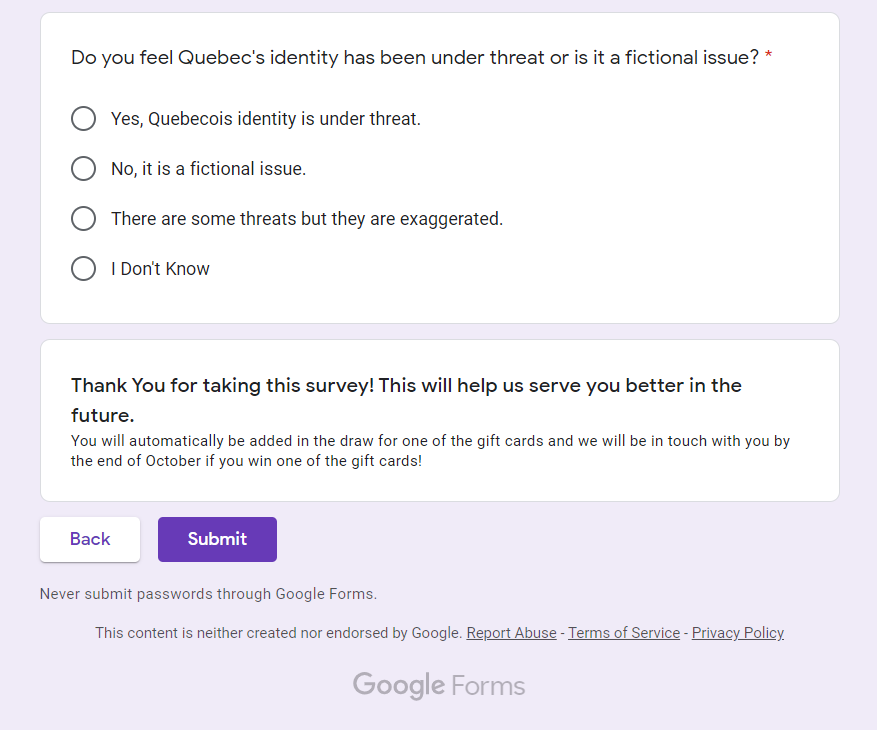 Do you feel Quebec's identity has been under threat or is it a fictional issue? *
Yes, Quebecois identity is under threat.
No, it is a fictional issue.
There are some threats but they are exaggerated.
I Don't Know
Thank You for taking this survey! This will help us serve you better in the
future.
You will automatically be added in the draw for one of the gift cards and we will be in touch with you by
the end of October if you win one of the gift cards!
Back Submit
Never submit passwords through Google Forms.
This content is neither created nor endorsed by Google. Report Abuse - Terms of Service - Privacy Policy
Google Forms